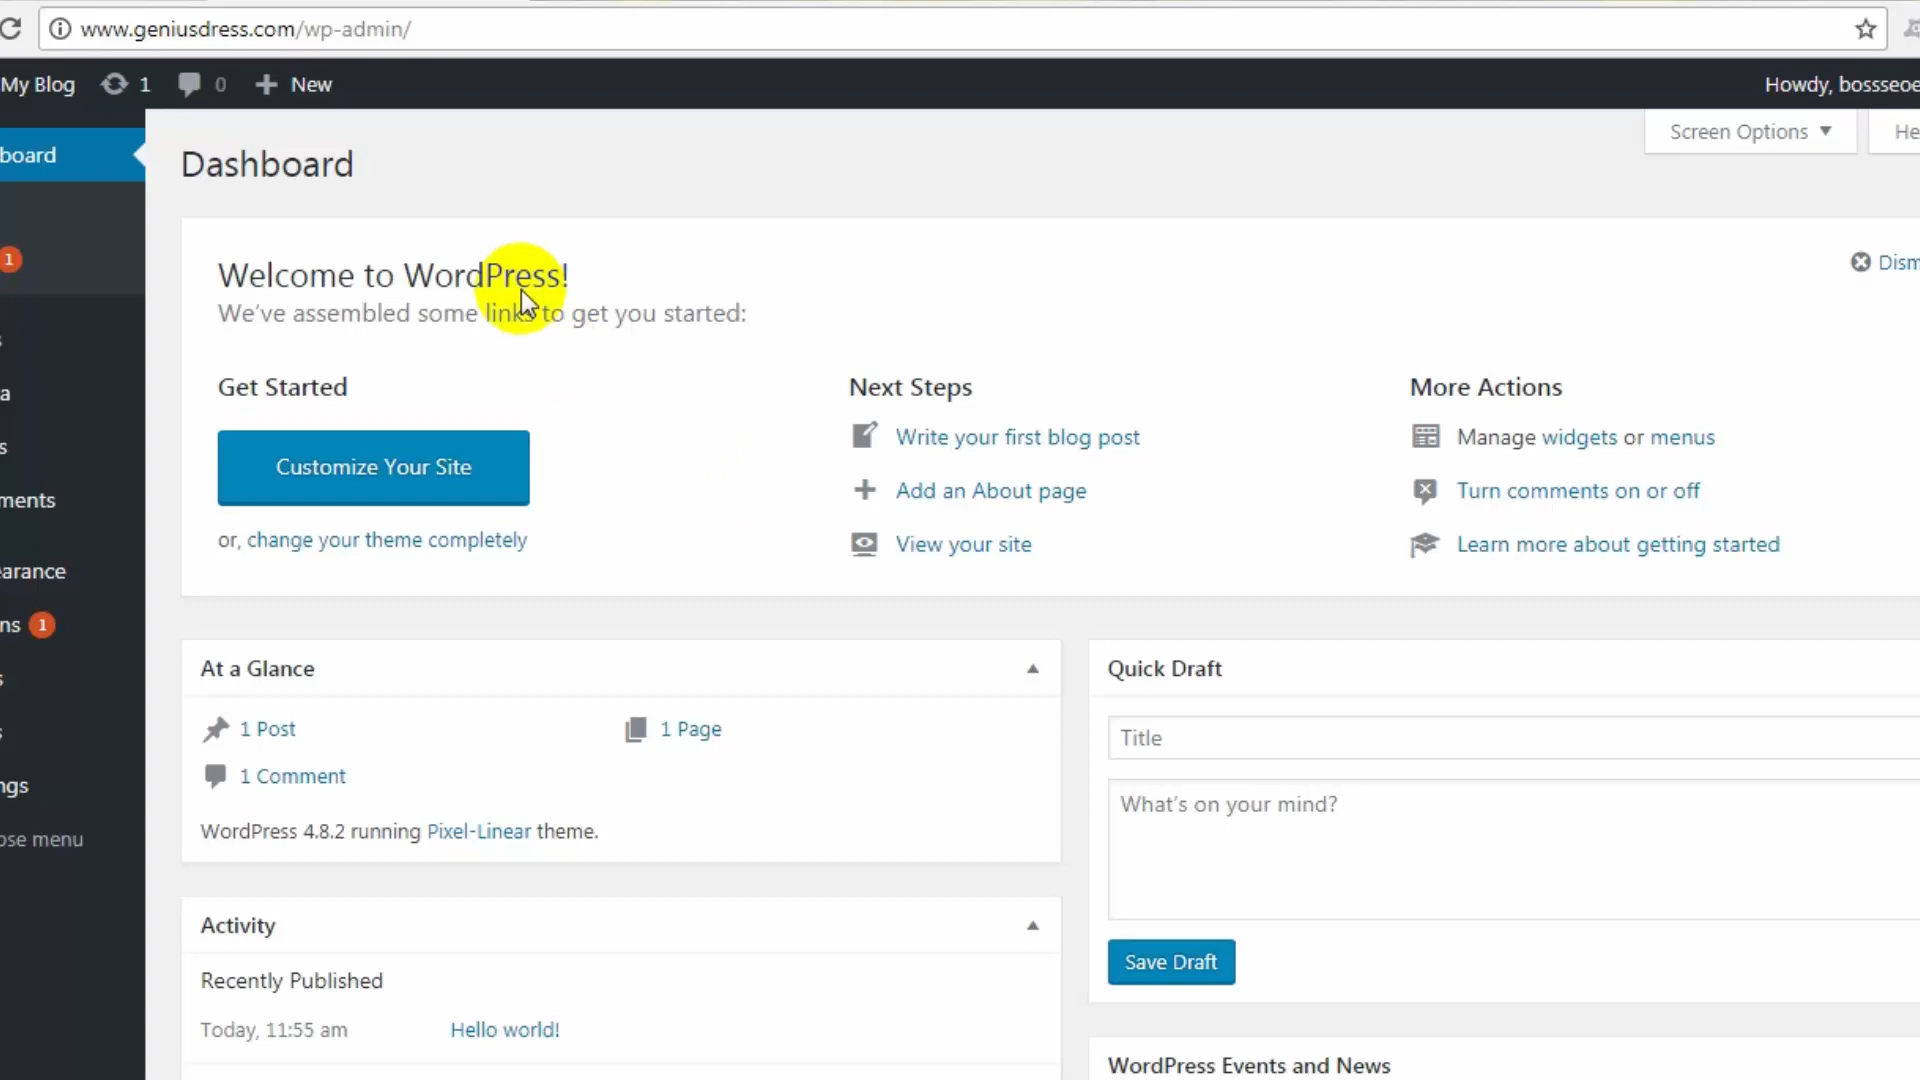 www.geniusdress.com/wp-admin/
My Blog 1 0 New Howdy, bossseoe
Screen Options He
board
Dashboard
1
Welcome to WordPress!
We've assembled some links to get you started:
Dism
Get Started
Customize Your Site
or, change your theme completely
Next Steps
Write your first blog post
Add an About page
View your site
More Actions
Manage widgets or menus
Turn comments on or off
Learn more about getting started
s
a
s
ments
earance
ns 1
s
s
ngs
ose menu
At a Glance
1 Post 1 Page
1 Comment
WordPress 4.8.2 running Pixel-Linear theme.
Activity
Recently Published
Today, 11:55 am Hello world!
Quick Draft
Title
What's on your mind?
Save Draft
WordPress Events and News